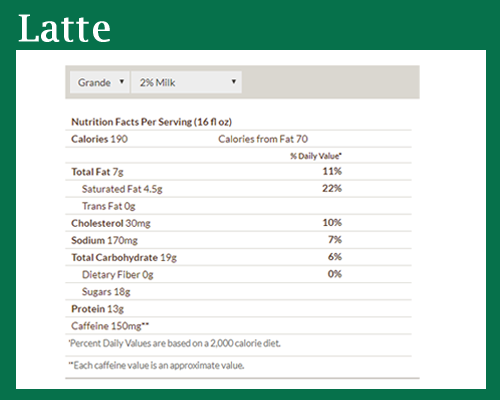 Latte
Grande 2% Milk
Nutrition Facts Per Serving (16 fl oz)
Calories 190 Calories from Fat 70
% Daily Value*
Total Fat 7g 11%
Saturated Fat 4.5g 22%
Trans Fat 0g
Cholesterol 30mg 10%
Sodium 170mg 7%
Total Carbohydrate 19g 6%
Dietary Fiber 0g 0%
Sugars 18g
Protein 13g
Caffeine 150mg**
*Percent Daily Values are based on a 2,000 calorie diet.
**Each caffeine value is an approximate value.